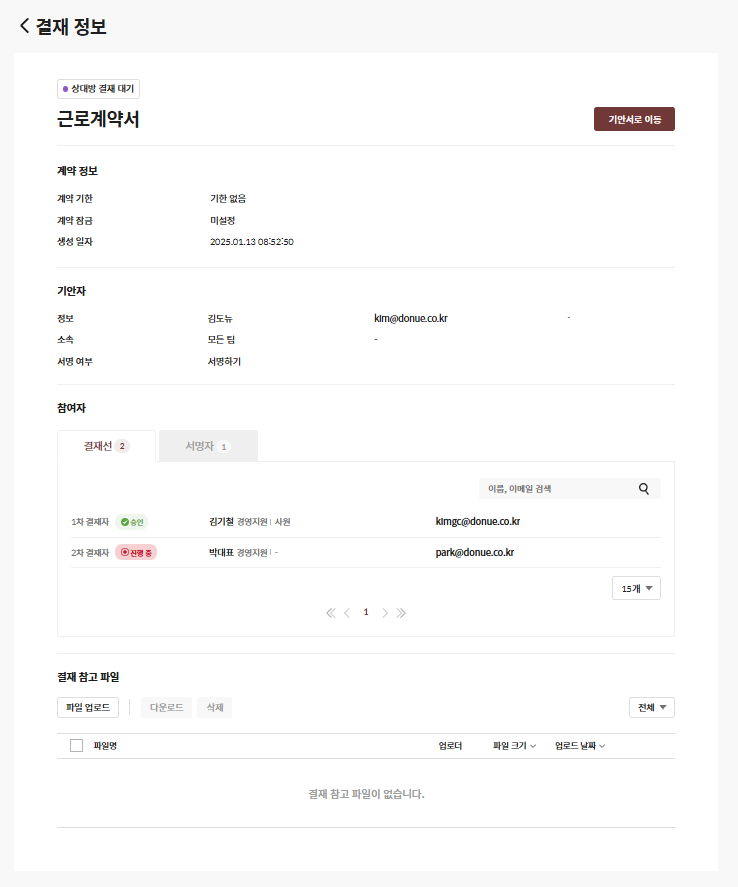 결재 정보
상대방 결재 대기
근로계약서
기안서로 이동
계약 정보
계약 기한 기한 없음
계약 잠금 미설정
생성 일자 2025.01.13 08:52:50
기안자
정보 김도뉴 kim@donue.co.kr -
소속 모든 팀 -
서명 여부 서명하기
참여자
결재선 2 서명자 1
이름, 이메일 검색
1차 결재자 승인 김기철 경영지원 | 사원 kimgc@donue.co.kr
2차 결재자 진행 중 박대표 경영지원 | - park@donue.co.kr
15개
1
결재 참고 파일
파일 업로드 다운로드 삭제 전체
파일명 업로더 파일 크기 업로드 날짜
결재 참고 파일이 없습니다.